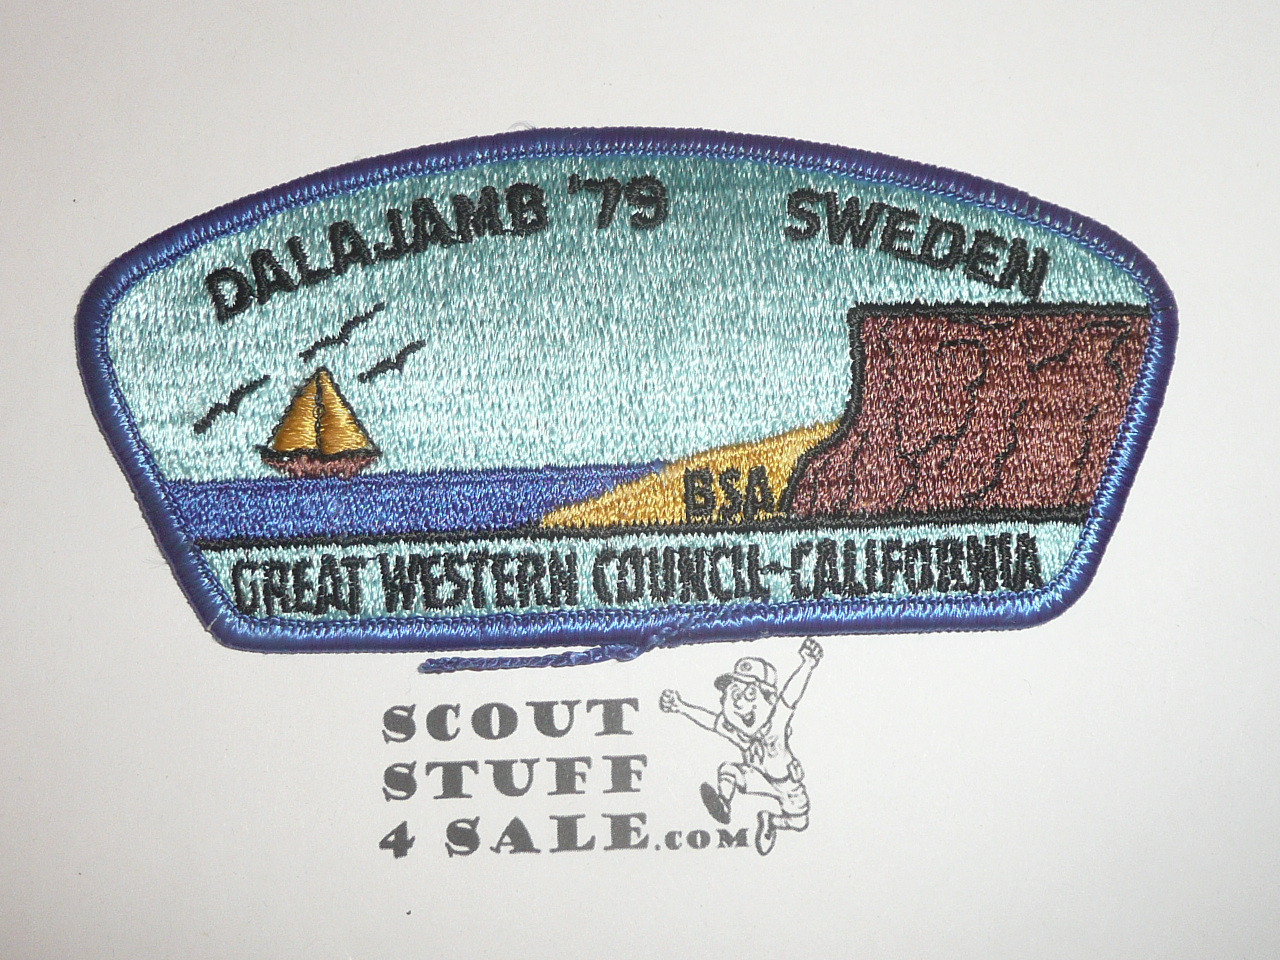 DALAJAMB '79 SWEDEN
BSA
GREAT WESTERN COUNCIL-CALIFORNIA
SCOUT
STUFF
4 SALE.COM